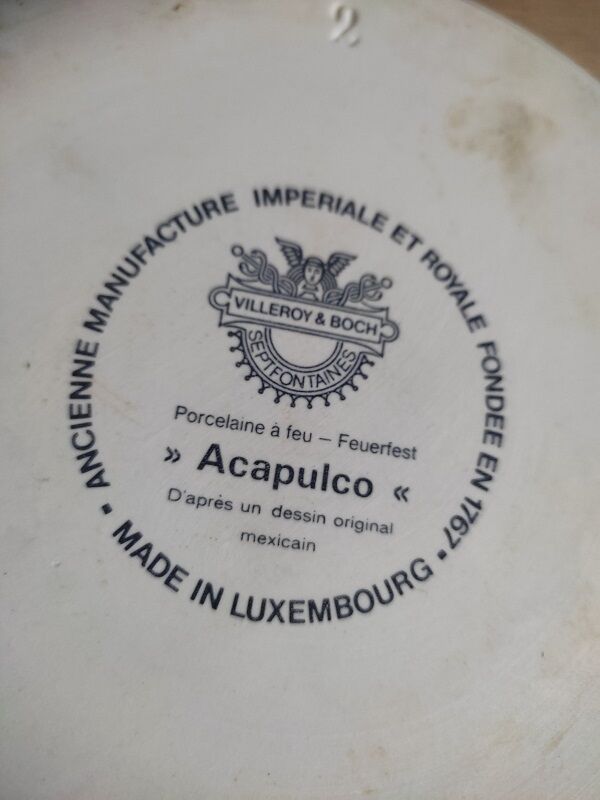 2
ANCIENNE MANUFACTURE IMPERIALE ET ROYALE FONDEE EN 1767
VILLEROY & BOCH
SEPTFONTAINES
Porcelaine à feu – Feuerfest
» Acapulco «
D'après un dessin original
mexicain
• MADE IN LUXEMBOURG •